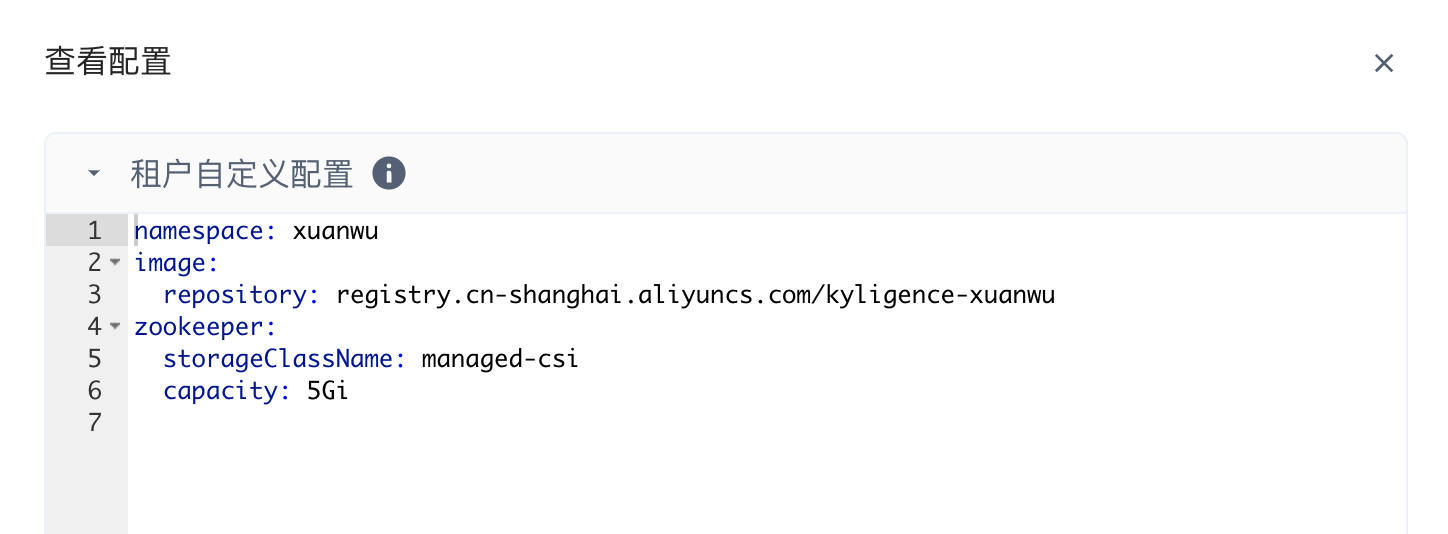 查看配置
租户自定义配置
1 namespace: xuanwu
2 image:
3   repository: registry.cn-shanghai.aliyuncs.com/kyligence-xuanwu
4 zookeeper:
5   storageClassName: managed-csi
6   capacity: 5Gi
7